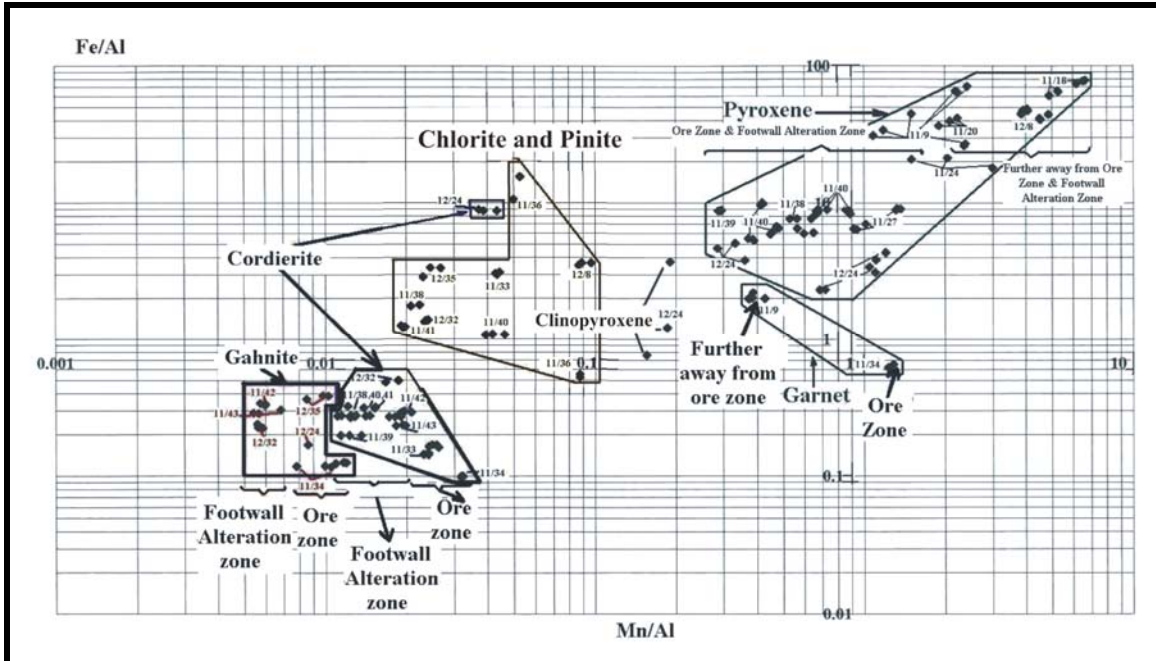 Fe/Al
100
11/18
Pyroxene
Ore Zone & Footwall Alteration Zone
11/9
11/20
12/8
Chlorite and Pinite
11/24
Further away from Ore
Zone & Footwall
Alteration Zone
12/24
11/36
11/40
11/38
10
11/39
11/40
11/27
Cordierite
12/35
11/33
12/8
12/24
12/24
11/38
12/32
11/41
11/40
Clinopyroxene
12/24
11/9
1
Further
away from
ore zone
Garnet
11/34
Ore
Zone
0.001
0.01
11/36
0.1
1
10
Gahnite
12/32
11/42
11/43
12/35
11/38,40,41
11/42
12/32
12/24
11/39
11/43
11/33
11/34
11/34
0.1
Footwall
Alteration
zone
Ore
zone
Footwall
Alteration
zone
Ore
zone
0.01
Mn/Al